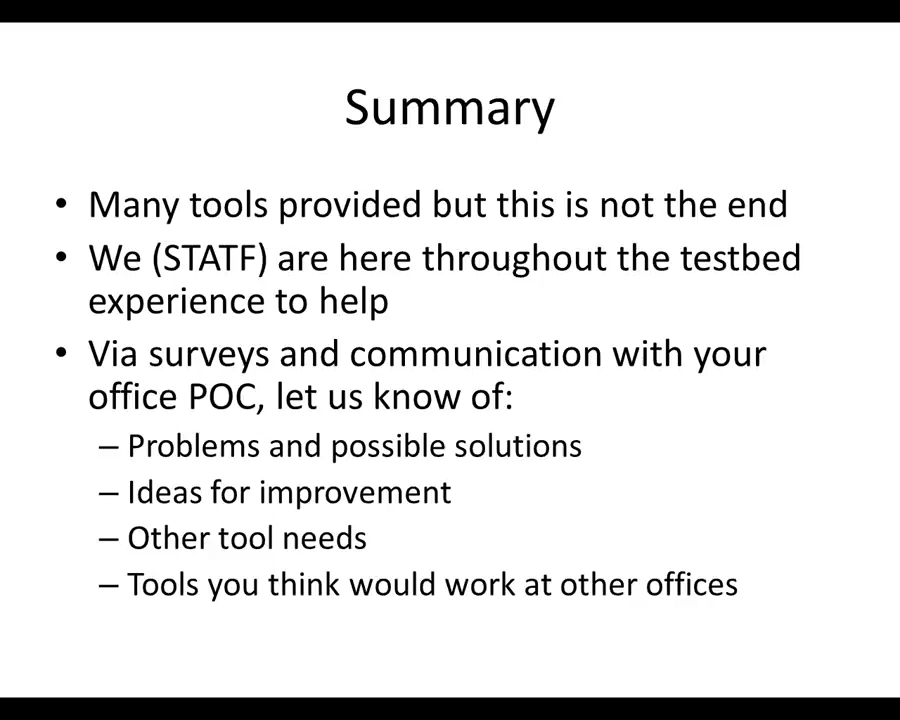 Summary
• Many tools provided but this is not the end
• We (STATF) are here throughout the testbed
experience to help
• Via surveys and communication with your
office POC, let us know of:
– Problems and possible solutions
– Ideas for improvement
– Other tool needs
– Tools you think would work at other offices